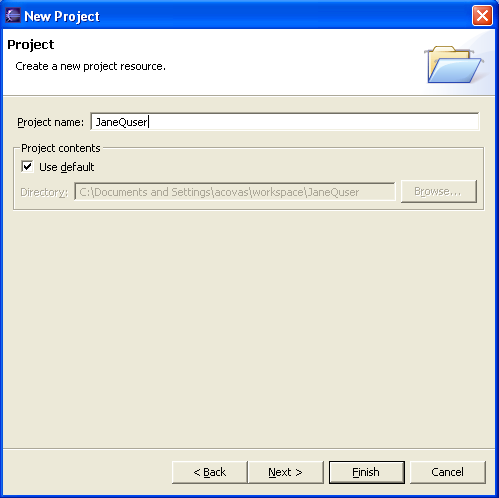 New Project
Project
Create a new project resource.
Project name: JaneQuser
Project contents
Use default
Directory: C:\Documents and Settings\acovas\workspace\JaneQuser Browse...
< Back Next > Finish Cancel